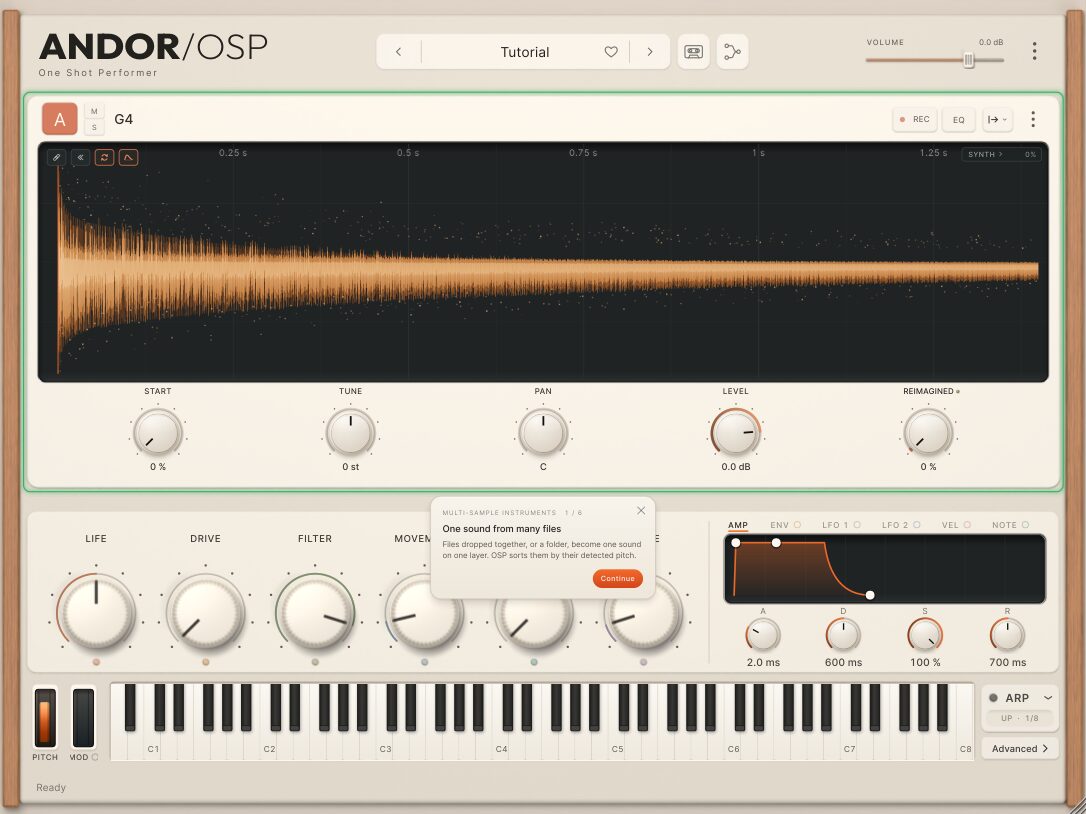 ANDOR/OSP
One Shot Performer
Tutorial
VOLUME 0.0 dB
A
M
S
G4
REC
EQ
0.25 s 0.5 s 0.75 s 1 s 1.25 s
SYNTH 0%
START TUNE PAN LEVEL REIMAGINED
0 % 0 st C 0.0 dB 0 %
MULTI-SAMPLE INSTRUMENTS 1 / 6
One sound from many files
Files dropped together, or a folder, become one sound
on one layer. OSP sorts them by their detected pitch.
Continue
LIFE DRIVE FILTER MOVEM E
AMP ENV LFO 1 LFO 2 VEL NOTE
A D S R
2.0 ms 600 ms 100 % 700 ms
PITCH MOD
C1 C2 C3 C4 C5 C6 C7 C8
ARP
UP · 1/8
Advanced
Ready